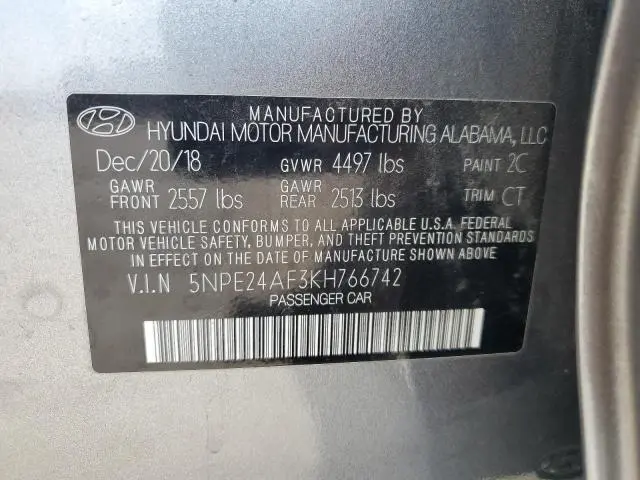 MANUFACTURED BY
HYUNDAI MOTOR MANUFACTURING ALABAMA, LLC
Dec/20/18 GVWR 4497 lbs PAINT 2C
GAWR FRONT 2557 lbs GAWR REAR 2513 lbs TRIM CT
THIS VEHICLE CONFORMS TO ALL APPLICABLE U.S.A. FEDERAL
MOTOR VEHICLE SAFETY, BUMPER, AND THEFT PREVENTION STANDARDS
IN EFFECT ON THE DATE OF MANUFACTURE SHOWN ABOVE.
V.I.N 5NPE24AF3KH766742
PASSENGER CAR